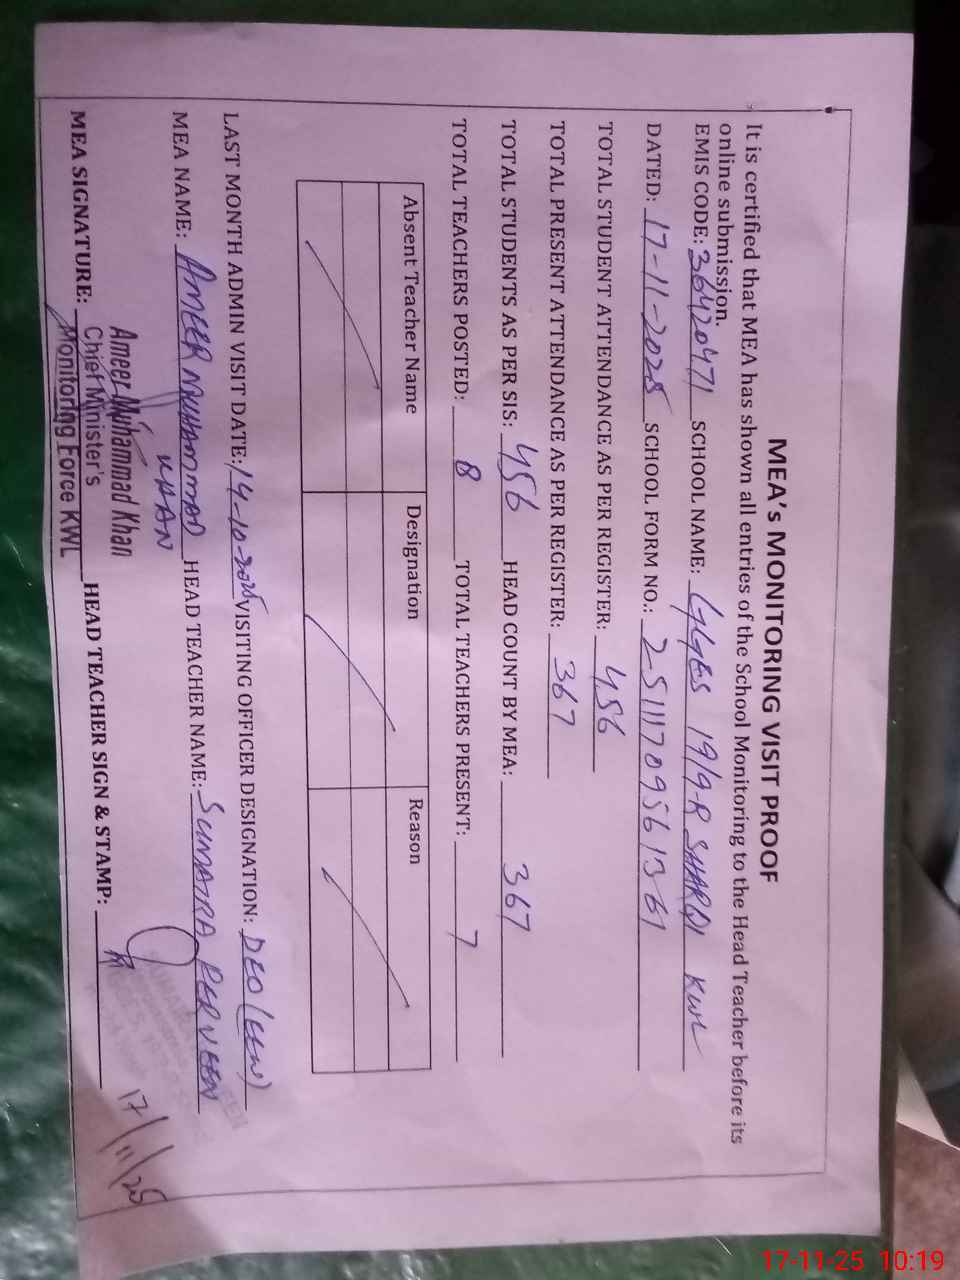 MEA's MONITORING VISIT PROOF
It is certified that MEA has shown all entries of the School Monitoring to the Head Teacher before its
online submission.
EMIS CODE: 36420471 SCHOOL NAME: GGES 19/9-R SHARQI KWL
DATED: 17-11-2025 SCHOOL FORM NO.: 25111709561361
TOTAL STUDENT ATTENDANCE AS PER REGISTER: 456
TOTAL PRESENT ATTENDANCE AS PER REGISTER: 367
TOTAL STUDENTS AS PER SIS: 456 HEAD COUNT BY MEA: 367
TOTAL TEACHERS POSTED: 8 TOTAL TEACHERS PRESENT: 7
Absent Teacher Name Designation Reason
LAST MONTH ADMIN VISIT DATE: 14-10-2025 VISITING OFFICER DESIGNATION: DEO (EEW)
MEA NAME: AMEER MUHAMMAD HEAD TEACHER NAME: SUMAIRA PERVEEN
KHAN
Ameer Muhammad Khan
Chief Minister's
Monitoring Force KWL
MEA SIGNATURE: HEAD TEACHER SIGN & STAMP:
17/11/25
17-11-25 10:19